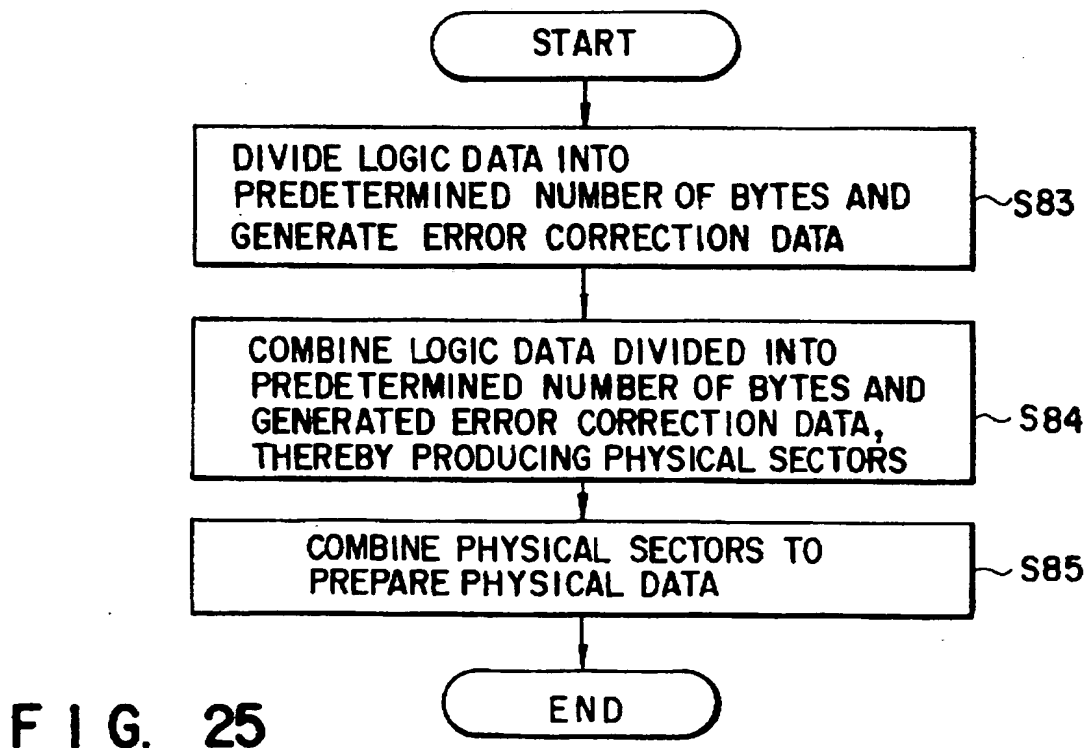 START
DIVIDE LOGIC DATA INTO
PREDETERMINED NUMBER OF BYTES AND
GENERATE ERROR CORRECTION DATA
S83
COMBINE LOGIC DATA DIVIDED INTO
PREDETERMINED NUMBER OF BYTES AND
GENERATED ERROR CORRECTION DATA,
THEREBY PRODUCING PHYSICAL SECTORS
S84
COMBINE PHYSICAL SECTORS TO
PREPARE PHYSICAL DATA
S85
END
FIG. 25